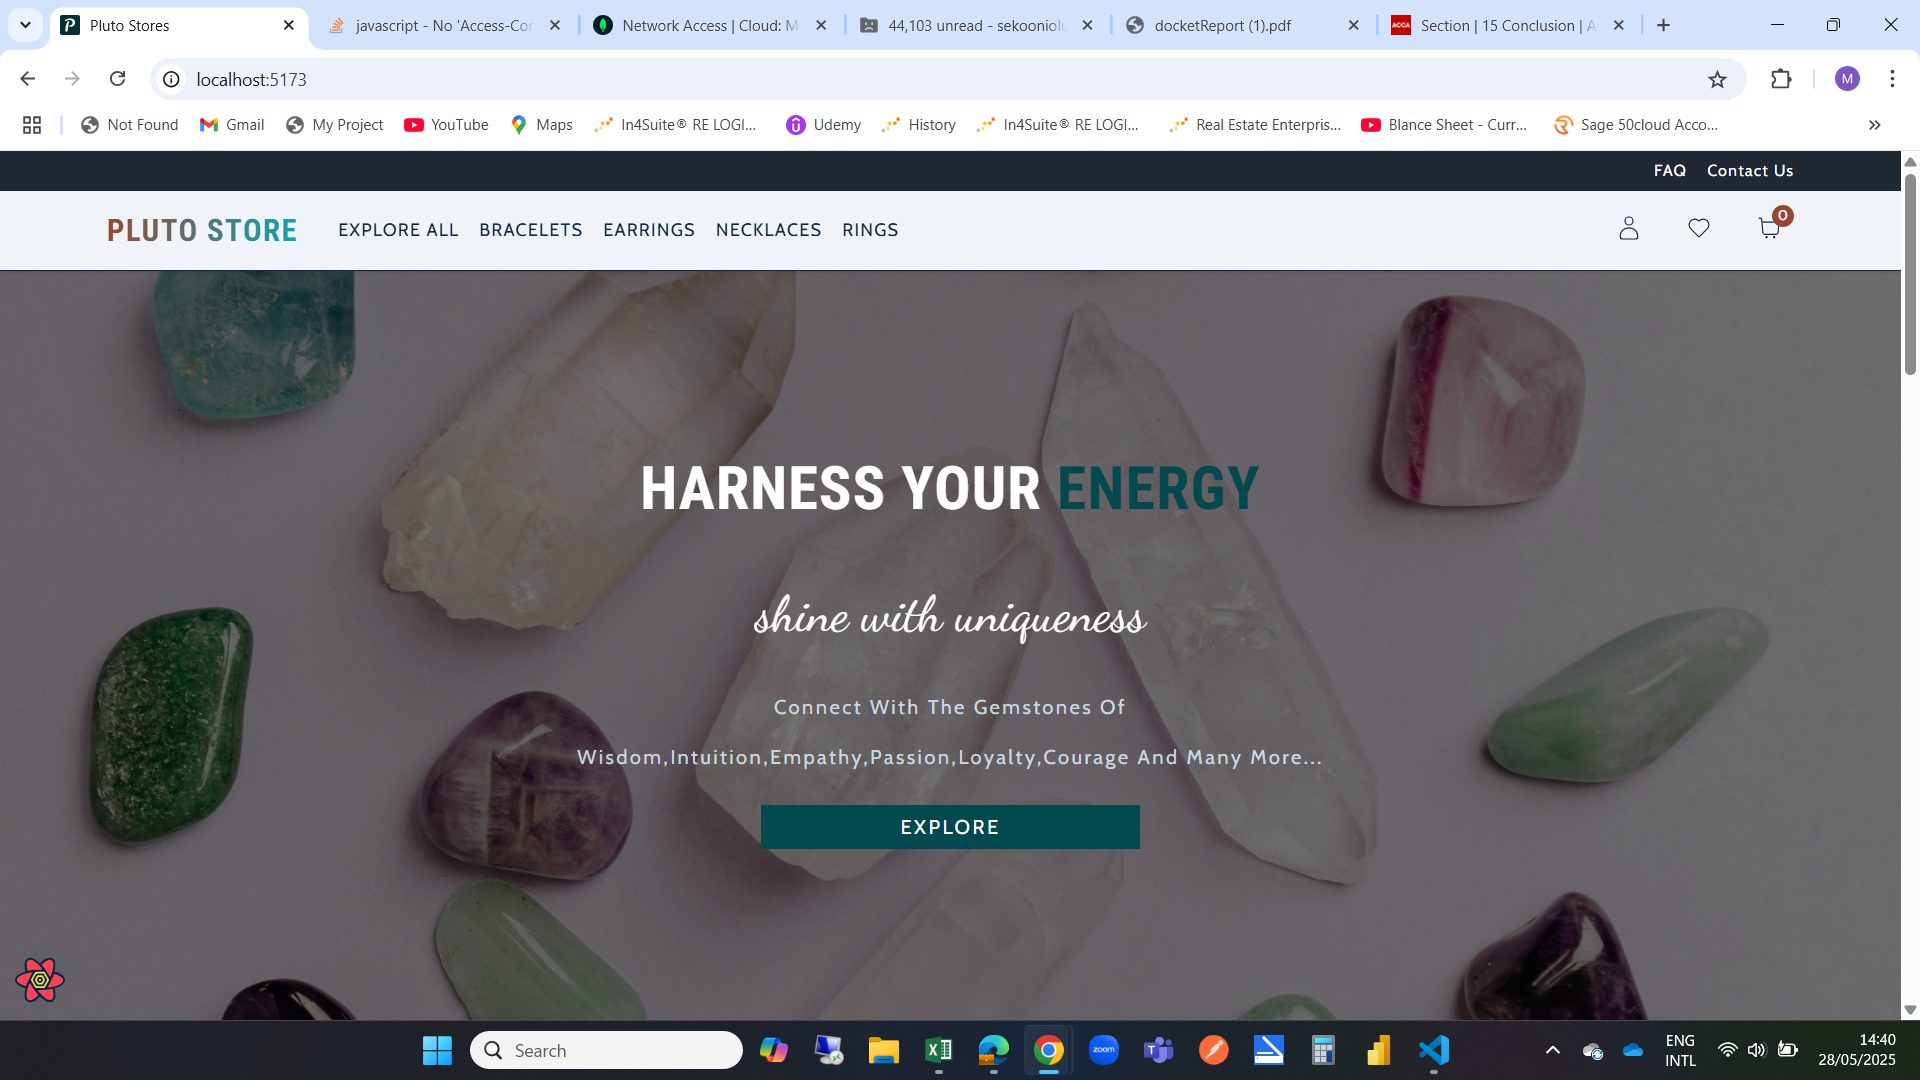 Pluto Stores
javascript - No 'Access-Con
Network Access | Cloud: M
44,103 unread - sekooniolu
docketReport (1).pdf
ACCA
Section | 15 Conclusion | A
localhost:5173
M
Not Found
Gmail
My Project
YouTube
Maps
In4Suite® RE LOGI...
Udemy
History
In4Suite® RE LOGI...
Real Estate Enterpris...
Blance Sheet - Curr...
Sage 50cloud Acco...
FAQ
Contact Us
PLUTO STORE
EXPLORE ALL
BRACELETS
EARRINGS
NECKLACES
RINGS
0
HARNESS YOUR ENERGY
shine with uniqueness
Connect With The Gemstones Of
Wisdom,Intuition,Empathy,Passion,Loyalty,Courage And Many More...
EXPLORE
Search
zoom
ENG
INTL
14:40
28/05/2025